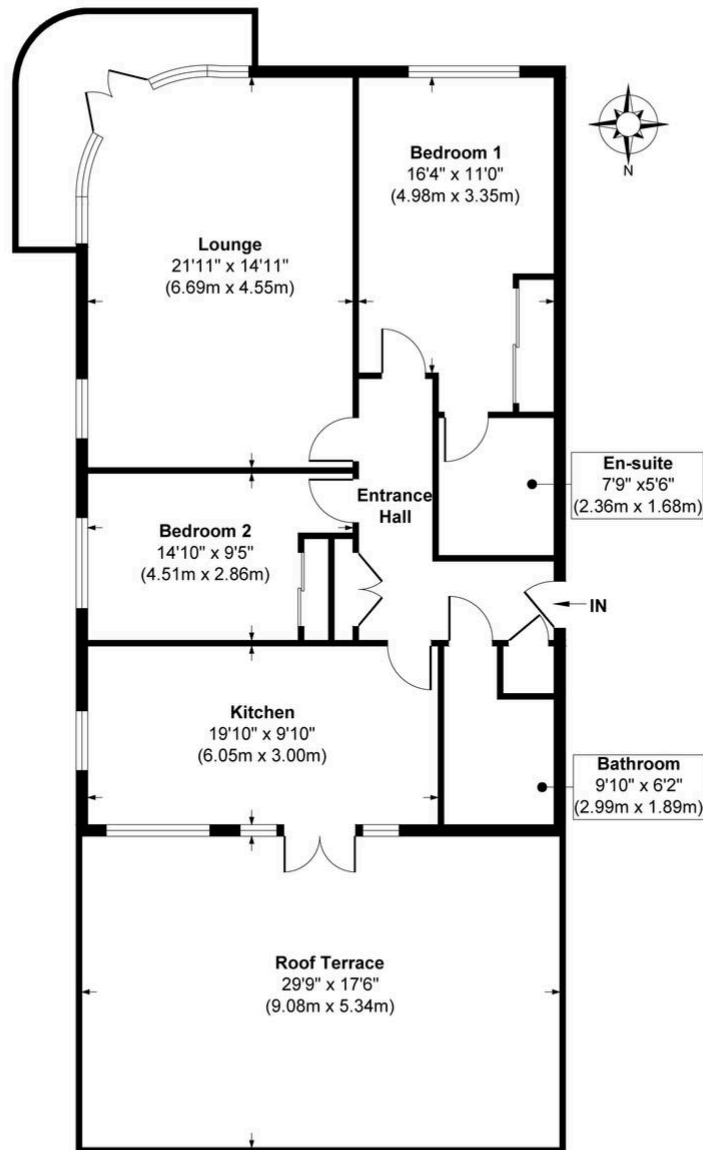 Bedroom 1
16'4" x 11'0"
(4.98m x 3.35m)
N
Lounge
21'11" x 14'11"
(6.69m x 4.55m)
En-suite
7'9" x5'6"
(2.36m x 1.68m)
Entrance
Hall
Bedroom 2
14'10" x 9'5"
(4.51m x 2.86m)
IN
Kitchen
19'10" x 9'10"
(6.05m x 3.00m)
Bathroom
9'10" x 6'2"
(2.99m x 1.89m)
Roof Terrace
29'9" x 17'6"
(9.08m x 5.34m)